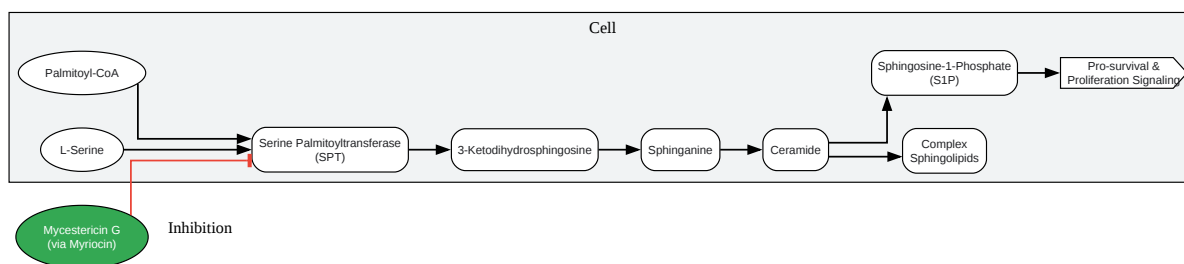 Cell
Palmitoyl-CoA
L-Serine
Serine Palmitoyltransferase
(SPT)
3-Ketodihydrosphingosine
Sphinganine
Ceramide
Sphingosine-1-Phosphate
(S1P)
Pro-survival &
Proliferation Signaling
Complex
Sphingolipids
Mycestericin G
(via Myriocin)
Inhibition